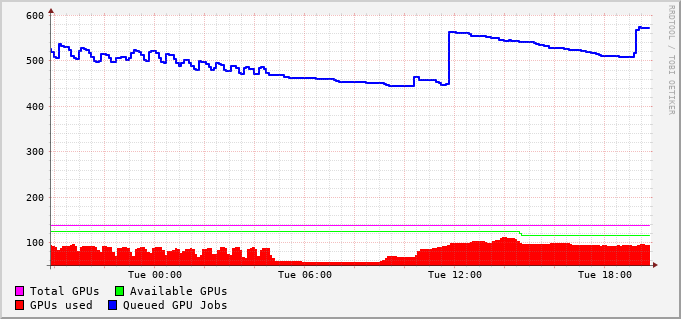 600
500
400
300
200
100
Tue 00:00 Tue 06:00 Tue 12:00 Tue 18:00
Total GPUs Available GPUs
GPUs used Queued GPU Jobs
RRDTOOL / TOBI OETIKER